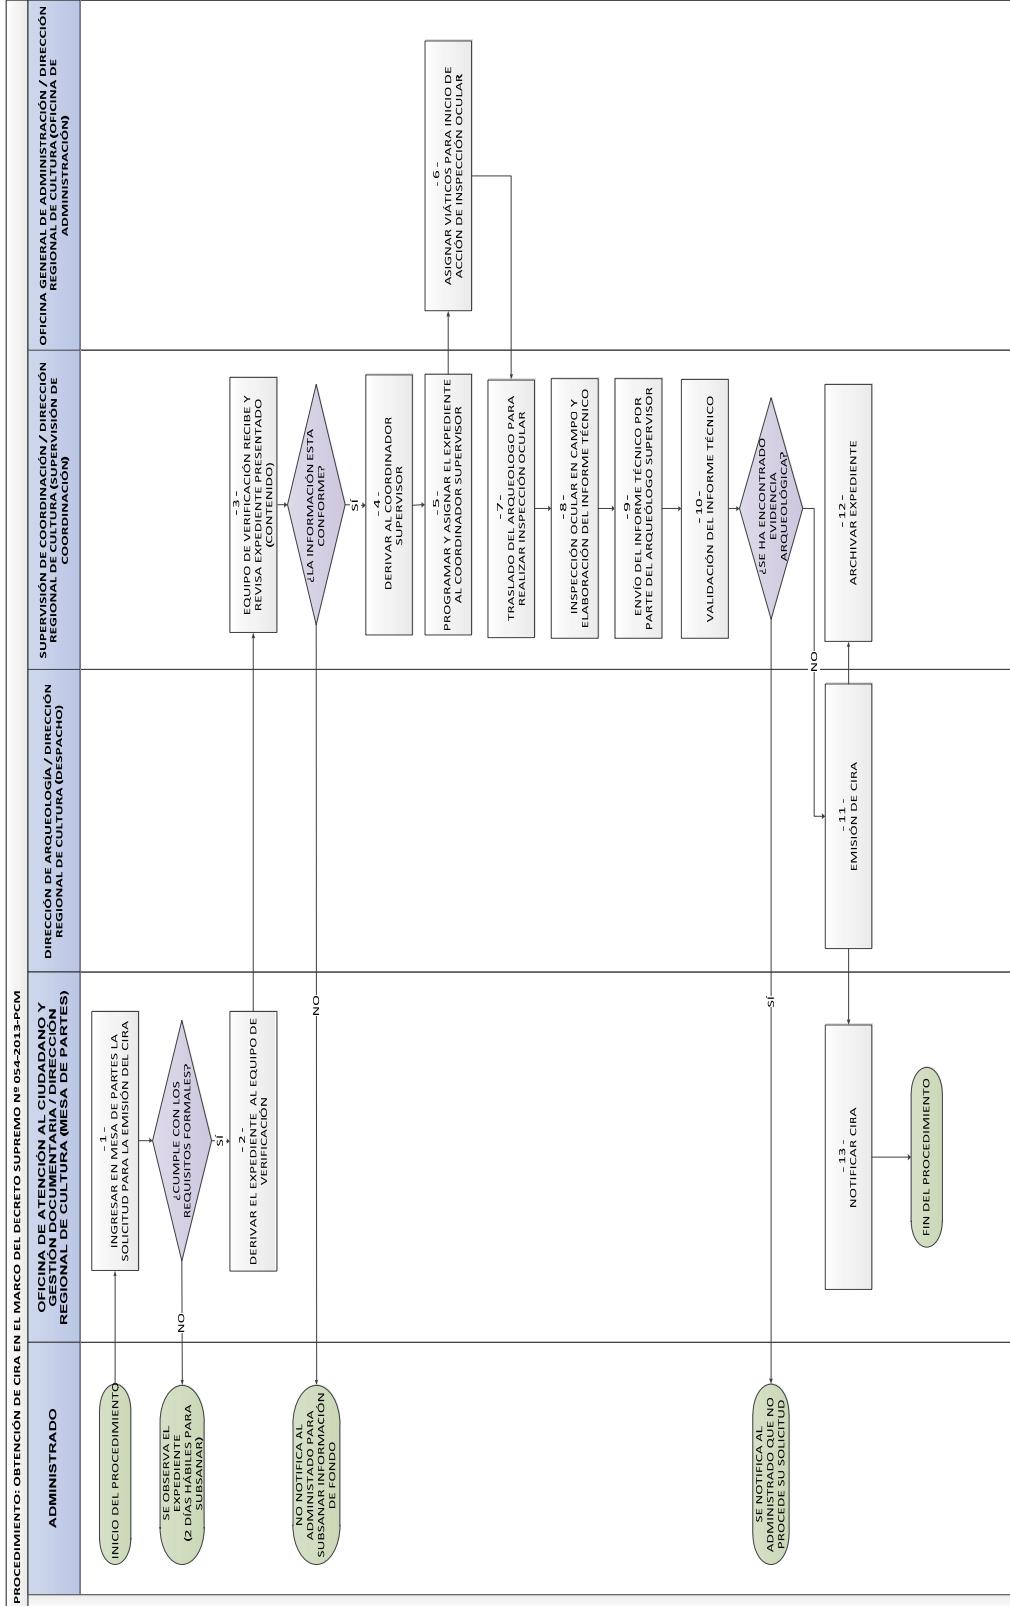 PROCEDIMIENTO: OBTENCIÓN DE CIRA EN EL MARCO DEL DECRETO SUPREMO Nº 054-2013-PCM
ADMINISTRADO
OFICINA DE ATENCIÓN AL CIUDADANO Y
GESTIÓN DOCUMENTARIA / DIRECCIÓN
REGIONAL DE CULTURA (MESA DE PARTES)
DIRECCIÓN DE ARQUEOLOGÍA / DIRECCIÓN
REGIONAL DE CULTURA (DESPACHO)
SUPERVISIÓN DE COORDINACIÓN / DIRECCIÓN
REGIONAL DE CULTURA (SUPERVISIÓN DE
COORDINACIÓN)
OFICINA GENERAL DE ADMINISTRACIÓN / DIRECCIÓN
REGIONAL DE CULTURA (OFICINA DE
ADMINISTRACIÓN)
INICIO DEL PROCEDIMIENTO
- 1 -
INGRESAR EN MESA DE PARTES LA
SOLICITUD PARA LA EMISIÓN DEL CIRA
¿CUMPLE CON LOS
REQUISITOS FORMALES?
NO
SE OBSERVA EL
EXPEDIENTE
(2 DÍAS HÁBILES PARA
SUBSANAR)
SÍ
- 2 -
DERIVAR EL EXPEDIENTE AL EQUIPO DE
VERIFICACIÓN
- 3 -
EQUIPO DE VERIFICACIÓN RECIBE Y
REVISA EXPEDIENTE PRESENTADO
(CONTENIDO)
¿LA INFORMACIÓN ESTA
CONFORME?
NO
NO NOTIFICA AL
ADMINISTADO PARA
SUBSANAR INFORMACIÓN
DE FONDO
SÍ
- 4 -
DERIVAR AL COORDINADOR
SUPERVISOR
- 5 -
PROGRAMAR Y ASIGNAR EL EXPEDIENTE
AL COORDINADOR SUPERVISOR
- 6 -
ASIGNAR VIÁTICOS PARA INICIO DE
ACCIÓN DE INSPECCIÓN OCULAR
- 7 -
TRASLADO DEL ARQUEOLOGO PARA
REALIZAR INSPECCIÓN OCULAR
- 8 -
INSPECCIÓN OCULAR EN CAMPO Y
ELABORACIÓN DEL INFORME TÉCNICO
- 9 -
ENVÍO DEL INFORME TÉCNICO POR
PARTE DEL ARQUEÓLOGO SUPERVISOR
- 10 -
VALIDACIÓN DEL INFORME TÉCNICO
¿SE HA ENCONTRADO
EVIDENCIA
ARQUEOLÓGICA?
SÍ
SE NOTIFICA AL
ADMINISTRADO QUE NO
PROCEDE SU SOLICITUD
NO
- 11 -
EMISIÓN DE CIRA
- 12 -
ARCHIVAR EXPEDIENTE
- 13 -
NOTIFICAR CIRA
FIN DEL PROCEDIMIENTO